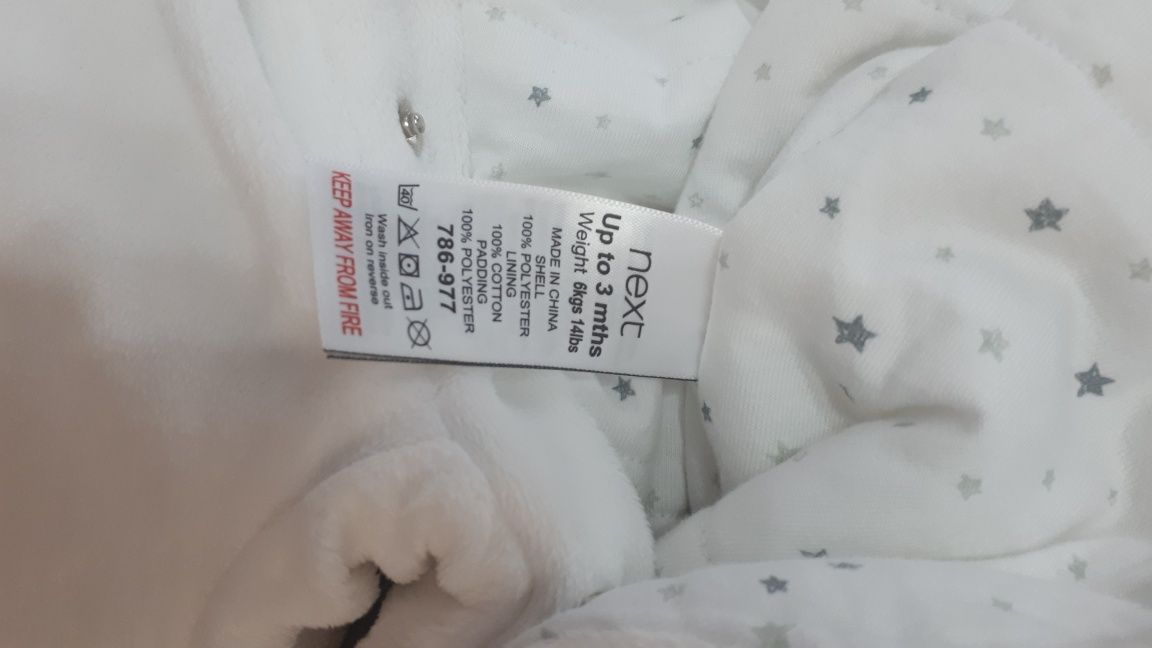 next
Up to 3 mths
Weight 6kgs 14lbs
MADE IN CHINA
SHELL
100% POLYESTER
LINING
100% COTTON
PADDING
100% POLYESTER
786-977
40
Wash inside out
Iron on reverse
KEEP AWAY FROM FIRE